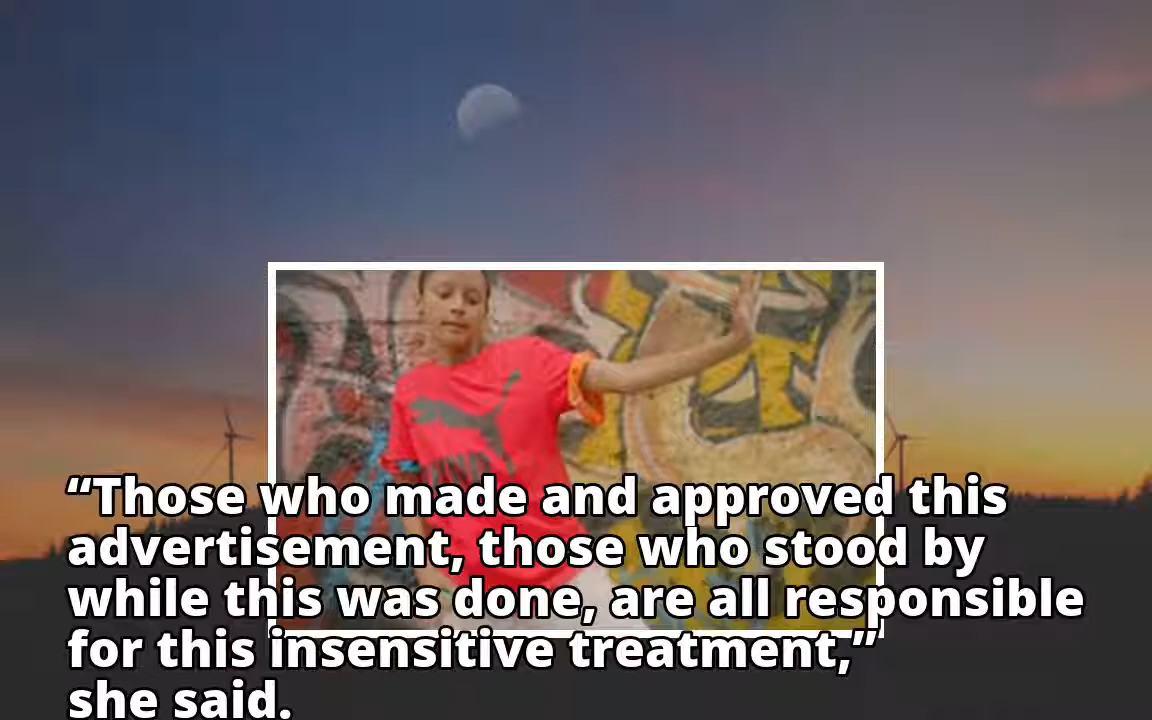 “Those who made and approved this
advertisement, those who stood by
while this was done, are all responsible
for this insensitive treatment,”
she said.